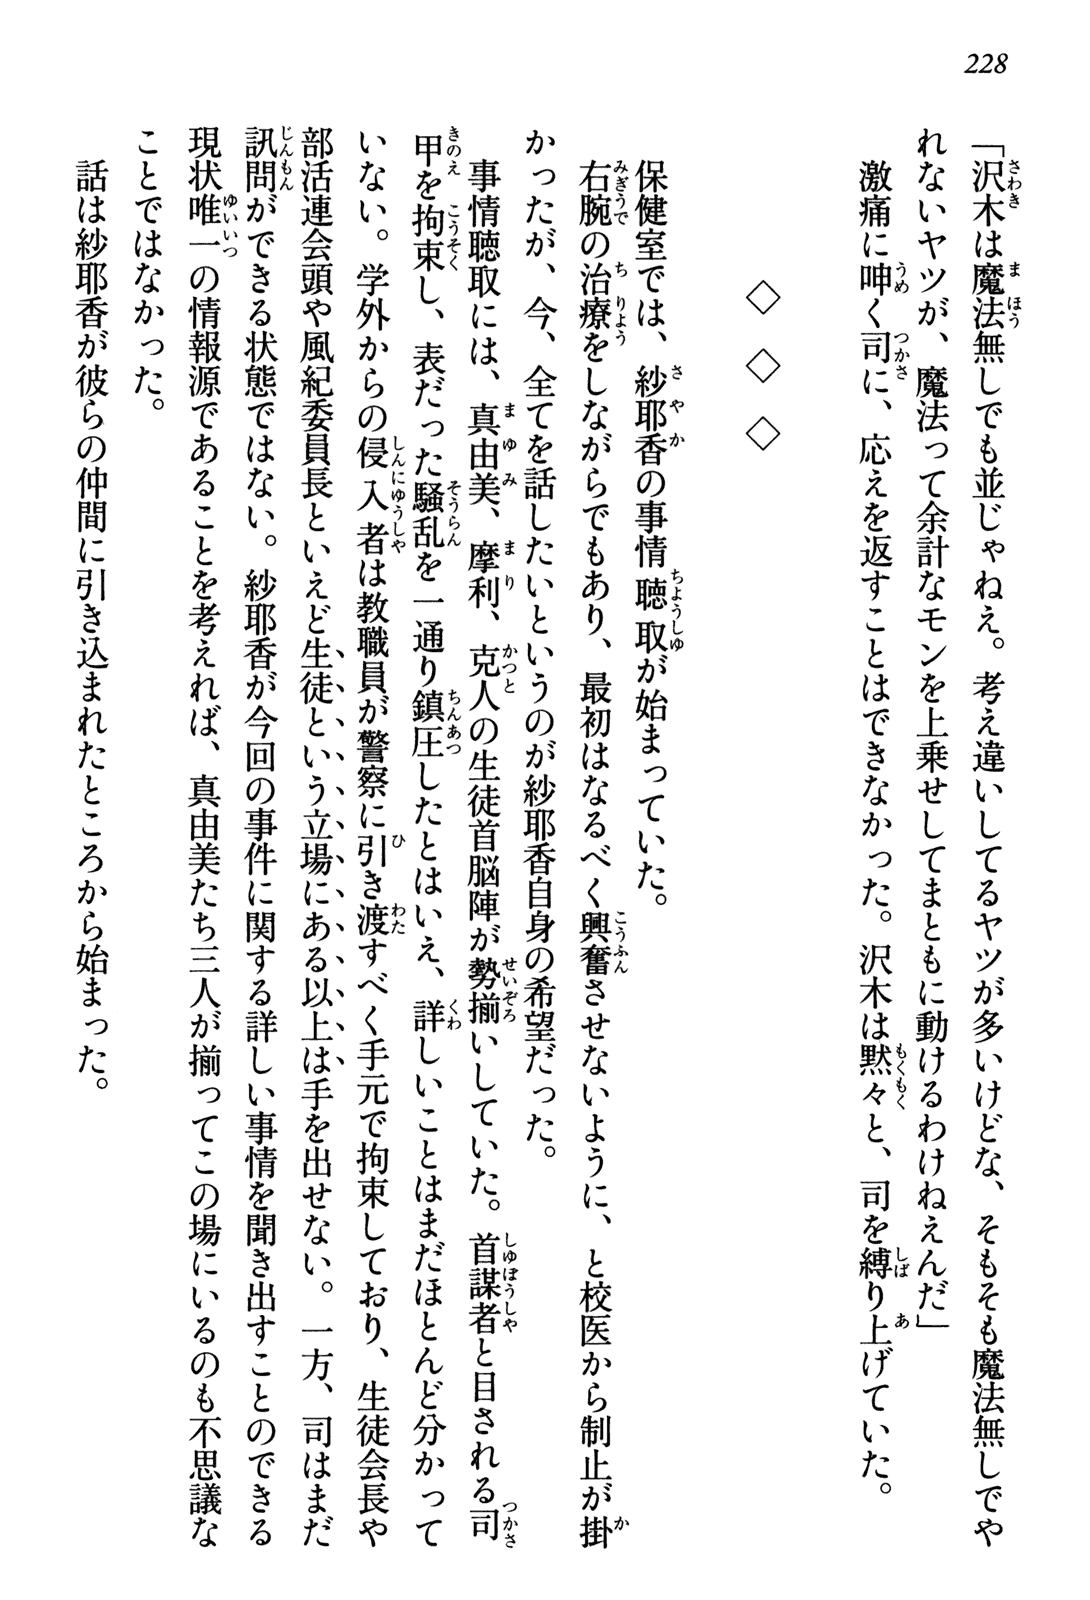 228
「沢木は魔法無しでも並じゃねえ。考え違いしてるヤツが多いけどな、そもそも魔法無しでや
れないヤツが、魔法って余計なモンを上乗せしてまともに動けるわけねえんだ」
激痛に呻く司に、応えを返すことはできなかった。沢木は黙々と、司を縛り上げていた。
◇ ◇ ◇
保健室では、紗耶香の事情聴取が始まっていた。
右腕の治療をしながらでもあり、最初はなるべく興奮させないように、と校医から制止が掛
かったが、今、全てを話したいというのが紗耶香自身の希望だった。
事情聴取には、真由美、摩利、克人の生徒首脳陣が勢揃いしていた。首謀者と目される司
甲を拘束し、表だった騒乱を一通り鎮圧したとはいえ、詳しいことはまだほとんど分かって
いない。学外からの侵入者は教職員が警察に引き渡すべく手元で拘束しており、生徒会長や
部活連会頭や風紀委員長といえど生徒という立場にある以上は手を出せない。一方、司はまだ
訊問ができる状態ではない。紗耶香が今回の事件に関する詳しい事情を聞き出すことのできる
現状唯一の情報源であることを考えれば、真由美たち三人が揃ってこの場にいるのも不思議な
ことではなかった。
話は紗耶香が彼らの仲間に引き込まれたところから始まった。